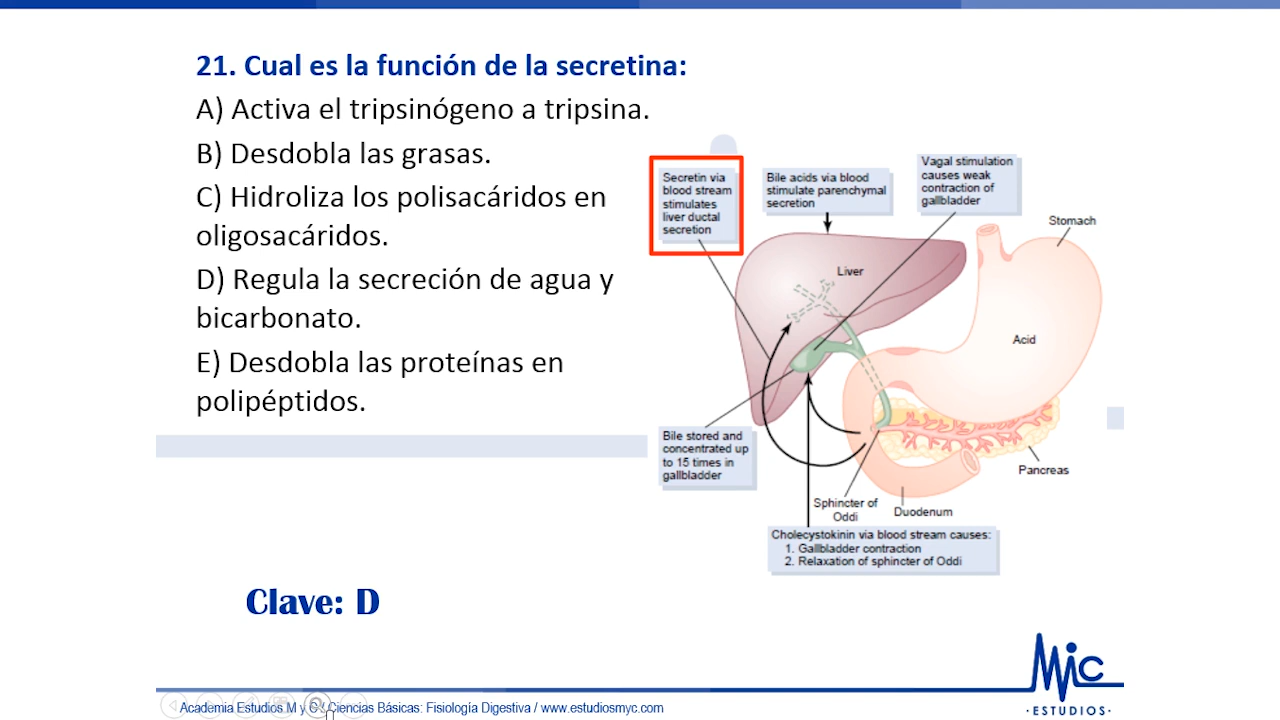 21. Cual es la función de la secretina:
A) Activa el tripsinógeno a tripsina.
B) Desdobla las grasas.
C) Hidroliza los polisacáridos en
oligosacáridos.
D) Regula la secreción de agua y
bicarbonato.
E) Desdobla las proteínas en
polipéptidos.
Secretin via
blood stream
stimulates
liver ductal
secretion
Bile acids via blood
stimulate parenchymal
secretion
Vagal stimulation
causes weak
contraction of
gallbladder
Stomach
Liver
Acid
Bile stored and
concentrated up
to 15 times in
gallbladder
Pancreas
Sphincter of
Oddi
Duodenum
Cholecystokinin via blood stream causes:
1. Gallbladder contraction
2. Relaxation of sphincter of Oddi
Clave: D
Mic
·ESTUDIOS·
Academia Estudios M y C / Ciencias Básicas: Fisiología Digestiva / www.estudiosmyc.com